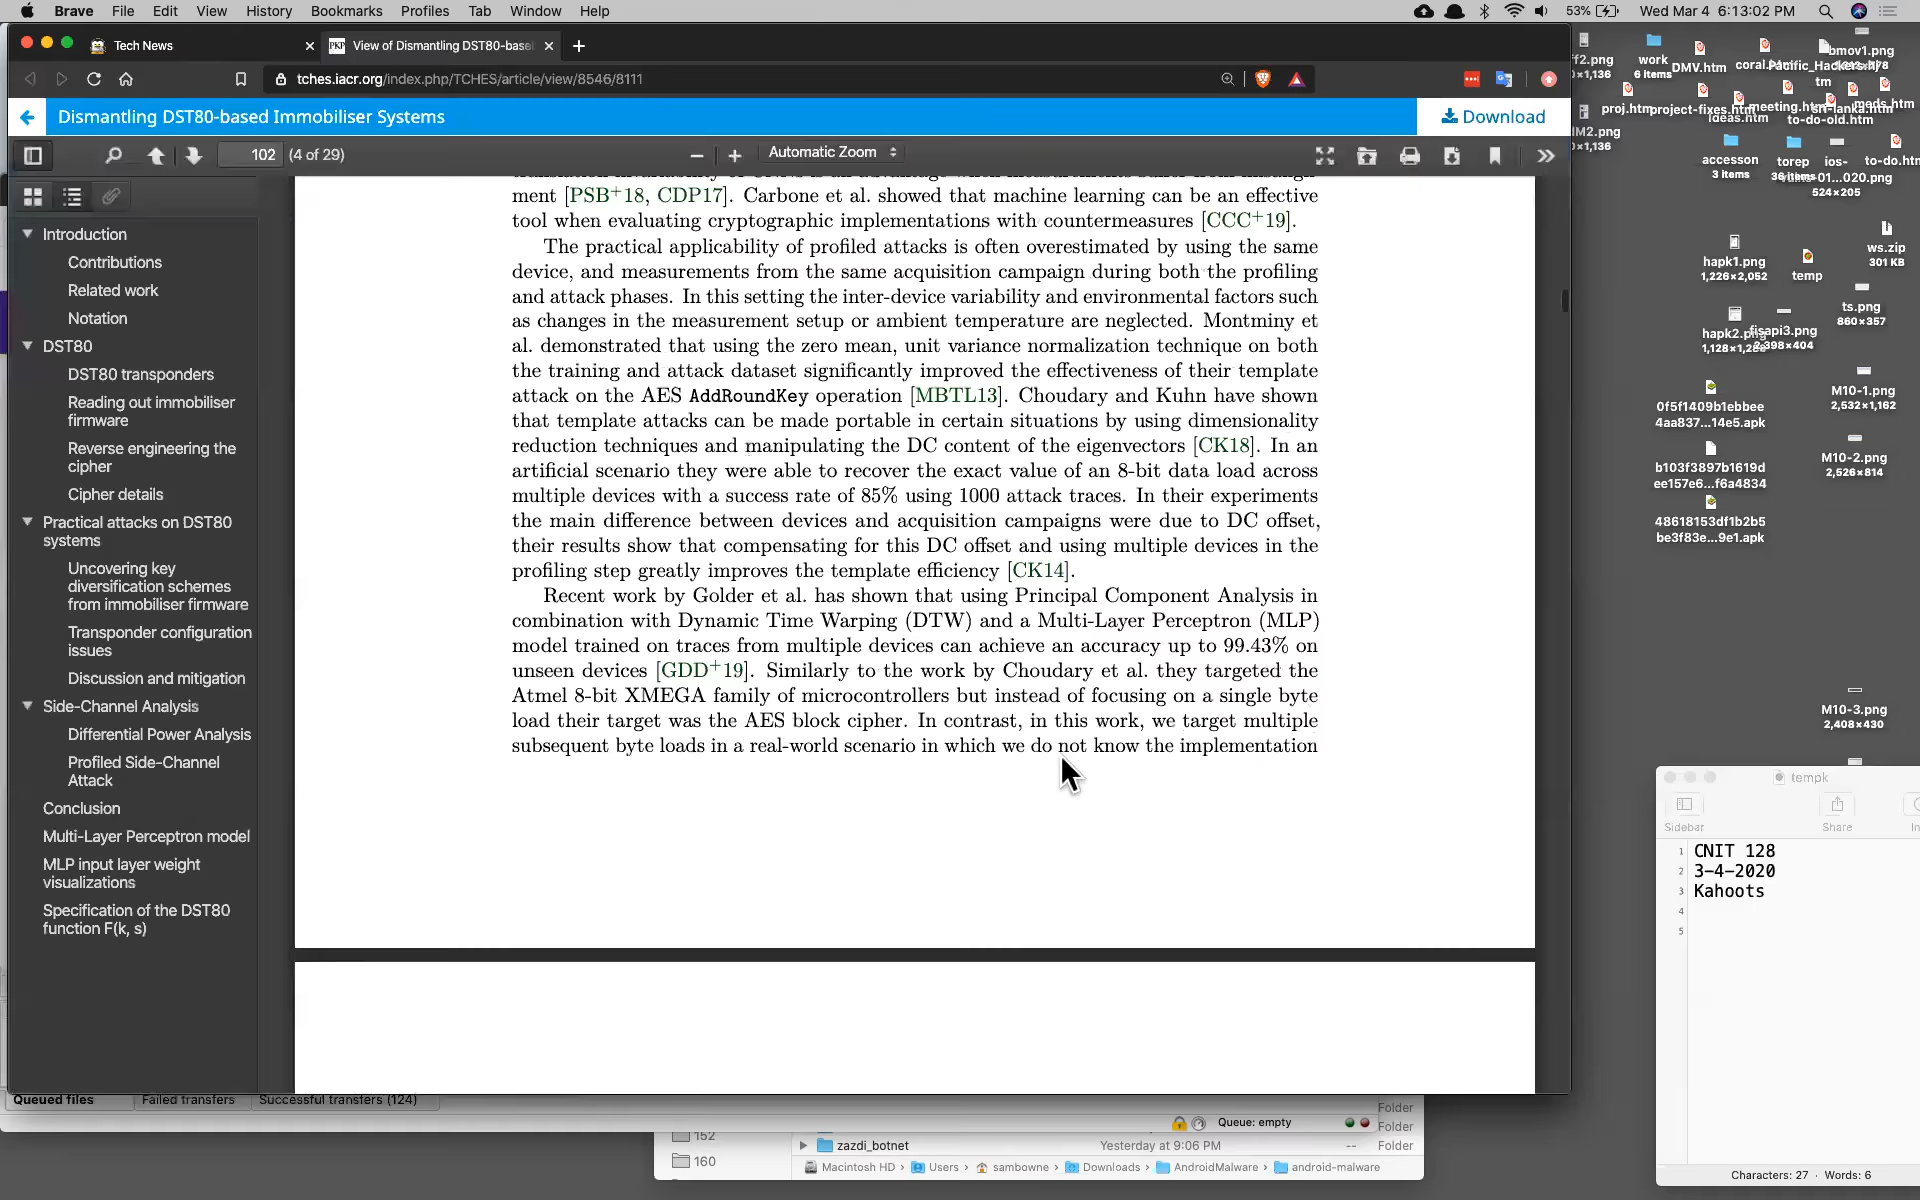 Brave File Edit View History Bookmarks Profiles Tab Window Help
53% Wed Mar 4 6:13:02 PM
Tech News
View of Dismantling DST80-base
tches.iacr.org/index.php/TCHES/article/view/8546/8111
Dismantling DST80-based Immobiliser Systems
Download
102 (4 of 29)
Automatic Zoom
Introduction
Contributions
Related work
Notation
DST80
DST80 transponders
Reading out immobiliser
firmware
Reverse engineering the
cipher
Cipher details
Practical attacks on DST80
systems
Uncovering key
diversification schemes
from immobiliser firmware
Transponder configuration
issues
Discussion and mitigation
Side-Channel Analysis
Differential Power Analysis
Profiled Side-Channel
Attack
Conclusion
Multi-Layer Perceptron model
MLP input layer weight
visualizations
Specification of the DST80
function F(k, s)
ment [PSB+18, CDP17]. Carbone et al. showed that machine learning can be an effective
tool when evaluating cryptographic implementations with countermeasures [CCC+19].
The practical applicability of profiled attacks is often overestimated by using the same
device, and measurements from the same acquisition campaign during both the profiling
and attack phases. In this setting the inter-device variability and environmental factors such
as changes in the measurement setup or ambient temperature are neglected. Montminy et
al. demonstrated that using the zero mean, unit variance normalization technique on both
the training and attack dataset significantly improved the effectiveness of their template
attack on the AES AddRoundKey operation [MBTL13]. Choudary and Kuhn have shown
that template attacks can be made portable in certain situations by using dimensionality
reduction techniques and manipulating the DC content of the eigenvectors [CK18]. In an
artificial scenario they were able to recover the exact value of an 8-bit data load across
multiple devices with a success rate of 85% using 1000 attack traces. In their experiments
the main difference between devices and acquisition campaigns were due to DC offset,
their results show that compensating for this DC offset and using multiple devices in the
profiling step greatly improves the template efficiency [CK14].
Recent work by Golder et al. has shown that using Principal Component Analysis in
combination with Dynamic Time Warping (DTW) and a Multi-Layer Perceptron (MLP)
model trained on traces from multiple devices can achieve an accuracy up to 99.43% on
unseen devices [GDD+19]. Similarly to the work by Choudary et al. they targeted the
Atmel 8-bit XMEGA family of microcontrollers but instead of focusing on a single byte
load their target was the AES block cipher. In contrast, in this work, we target multiple
subsequent byte loads in a real-world scenario in which we do not know the implementation
Queued files Failed transfers Successful transfers (124)
Queue: empty
Folder
Folder
152
zazdi_botnet Yesterday at 9:06 PM -- Folder
160
Macintosh HD › Users › sambowne › Downloads › AndroidMalware › android-malware
ff2.png
work
6 items
DMV.htm
bmov1.png
proj.htm
project-fixes.htm
ideas.htm
meeting.htm
sri-lanka.htm
meds.htm
to-do-old.htm
M2.png
accesson
3 items
torep
36 items
ios-
to-do.htm
01...020.png
524×205
hapk1.png
1,226×2,052
temp
ws.zip
301 KB
ts.png
860×357
hapk2.png
fisapi3.png
2,398×404
M10-1.png
2,532×1,162
0f5f1409b1ebbee
4aa837...14e5.apk
M10-2.png
2,526×814
b103f3897b1619d
ee157e6...f6a4834
48618153df1b2b5
be3f83e...9e1.apk
M10-3.png
2,408×430
tempk
Sidebar Share
1 CNIT 128
2 3-4-2020
3 Kahoots
4
5
Characters: 27 · Words: 6